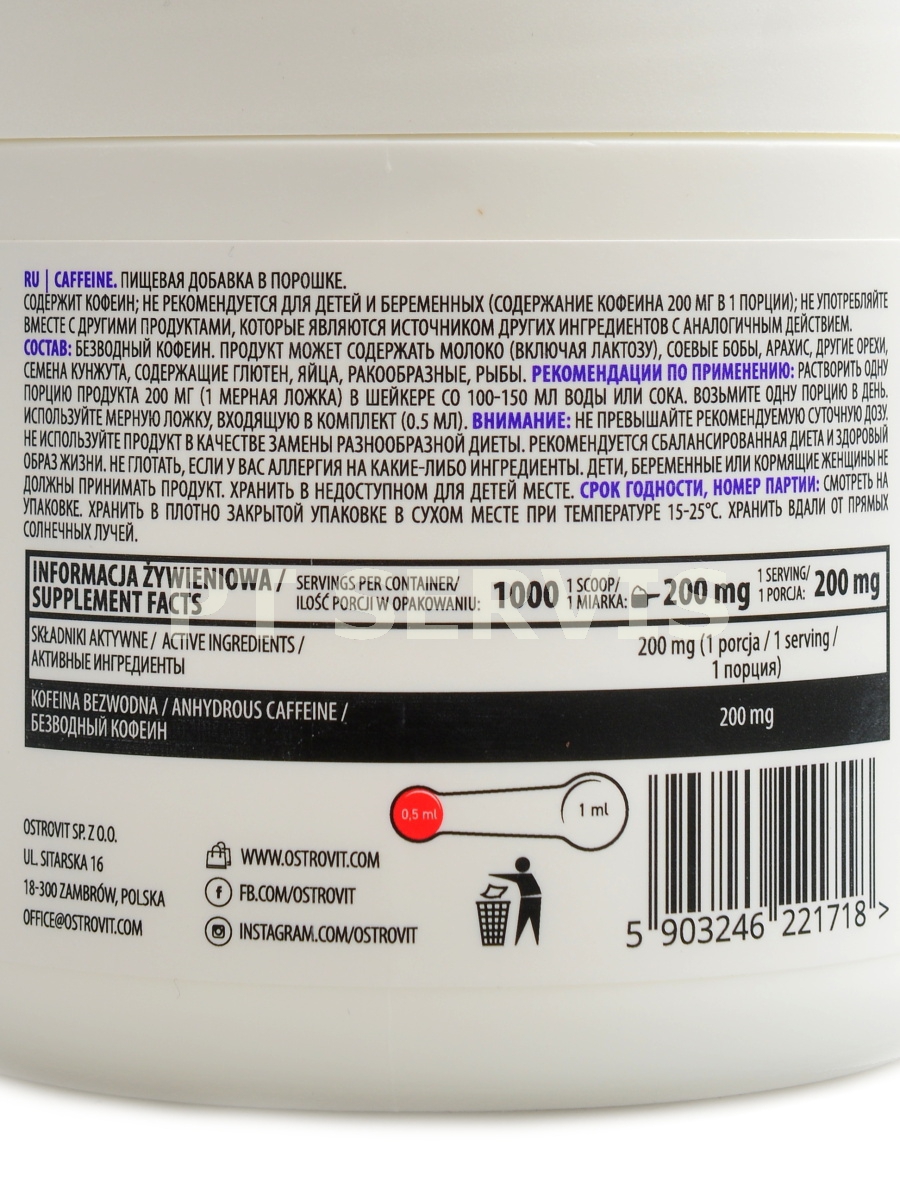 RU | CAFFEINE. ПИЩЕВАЯ ДОБАВКА В ПОРОШКЕ.
СОДЕРЖИТ КОФЕИН; НЕ РЕКОМЕНДУЕТСЯ ДЛЯ ДЕТЕЙ И БЕРЕМЕННЫХ (СОДЕРЖАНИЕ КОФЕИНА 200 МГ В 1 ПОРЦИИ); НЕ УПОТРЕБЛЯЙТЕ
ВМЕСТЕ С ДРУГИМИ ПРОДУКТАМИ, КОТОРЫЕ ЯВЛЯЮТСЯ ИСТОЧНИКОМ ДРУГИХ ИНГРЕДИЕНТОВ С АНАЛОГИЧНЫМ ДЕЙСТВИЕМ.
СОСТАВ: БЕЗВОДНЫЙ КОФЕИН. ПРОДУКТ МОЖЕТ СОДЕРЖАТЬ МОЛОКО (ВКЛЮЧАЯ ЛАКТОЗУ), СОЕВЫЕ БОБЫ, АРАХИС, ДРУГИЕ ОРЕХИ,
СЕМЕНА КУНЖУТА, СОДЕРЖАЩИЕ ГЛЮТЕН, ЯЙЦА, РАКООБРАЗНЫЕ, РЫБЫ. РЕКОМЕНДАЦИИ ПО ПРИМЕНЕНИЮ: РАСТВОРИТЬ ОДНУ
ПОРЦИЮ ПРОДУКТА 200 МГ (1 МЕРНАЯ ЛОЖКА) В ШЕЙКЕРЕ СО 100-150 МЛ ВОДЫ ИЛИ СОКА. ВОЗЬМИТЕ ОДНУ ПОРЦИЮ В ДЕНЬ.
ИСПОЛЬЗУЙТЕ МЕРНУЮ ЛОЖКУ, ВХОДЯЩУЮ В КОМПЛЕКТ (0.5 МЛ). ВНИМАНИЕ: НЕ ПРЕВЫШАЙТЕ РЕКОМЕНДУЕМУЮ СУТОЧНУЮ ДОЗУ.
НЕ ИСПОЛЬЗУЙТЕ ПРОДУКТ В КАЧЕСТВЕ ЗАМЕНЫ РАЗНООБРАЗНОЙ ДИЕТЫ. РЕКОМЕНДУЕТСЯ СБАЛАНСИРОВАННАЯ ДИЕТА И ЗДОРОВЫЙ
ОБРАЗ ЖИЗНИ. НЕ ГЛОТАТЬ, ЕСЛИ У ВАС АЛЛЕРГИЯ НА КАКИЕ-ЛИБО ИНГРЕДИЕНТЫ. ДЕТИ, БЕРЕМЕННЫЕ ИЛИ КОРМЯЩИЕ ЖЕНЩИНЫ НЕ
ДОЛЖНЫ ПРИНИМАТЬ ПРОДУКТ. ХРАНИТЬ В НЕДОСТУПНОМ ДЛЯ ДЕТЕЙ МЕСТЕ. СРОК ГОДНОСТИ, НОМЕР ПАРТИИ: СМОТРЕТЬ НА
УПАКОВКЕ. ХРАНИТЬ В ПЛОТНО ЗАКРЫТОЙ УПАКОВКЕ В СУХОМ МЕСТЕ ПРИ ТЕМПЕРАТУРЕ 15-25°C. ХРАНИТЬ ВДАЛИ ОТ ПРЯМЫХ
СОЛНЕЧНЫХ ЛУЧЕЙ.
INFORMACJA ŻYWIENIOWA /
SUPPLEMENT FACTS
SERVINGS PER CONTAINER/
ILOŚĆ PORCJI W OPAKOWANIU:
1000
1 SCOOP/
1 MIARKA:
200 mg
1 SERVING/
1 PORCJA:
200 mg
PT SERVIS
SKŁADNIKI AKTYWNE / ACTIVE INGREDIENTS /
АКТИВНЫЕ ИНГРЕДИЕНТЫ
200 mg (1 porcja / 1 serving /
1 порция)
KOFEINA BEZWODNA / ANHYDROUS CAFFEINE /
БЕЗВОДНЫЙ КОФЕИН
200 mg
0,5 ml
1 ml
OSTROVIT SP. Z O.O.
UL. SITARSKA 16
18-300 ZAMBRÓW, POLSKA
OFFICE@OSTROVIT.COM
WWW.OSTROVIT.COM
FB.COM/OSTROVIT
INSTAGRAM.COM/OSTROVIT
5 903246 221718 >